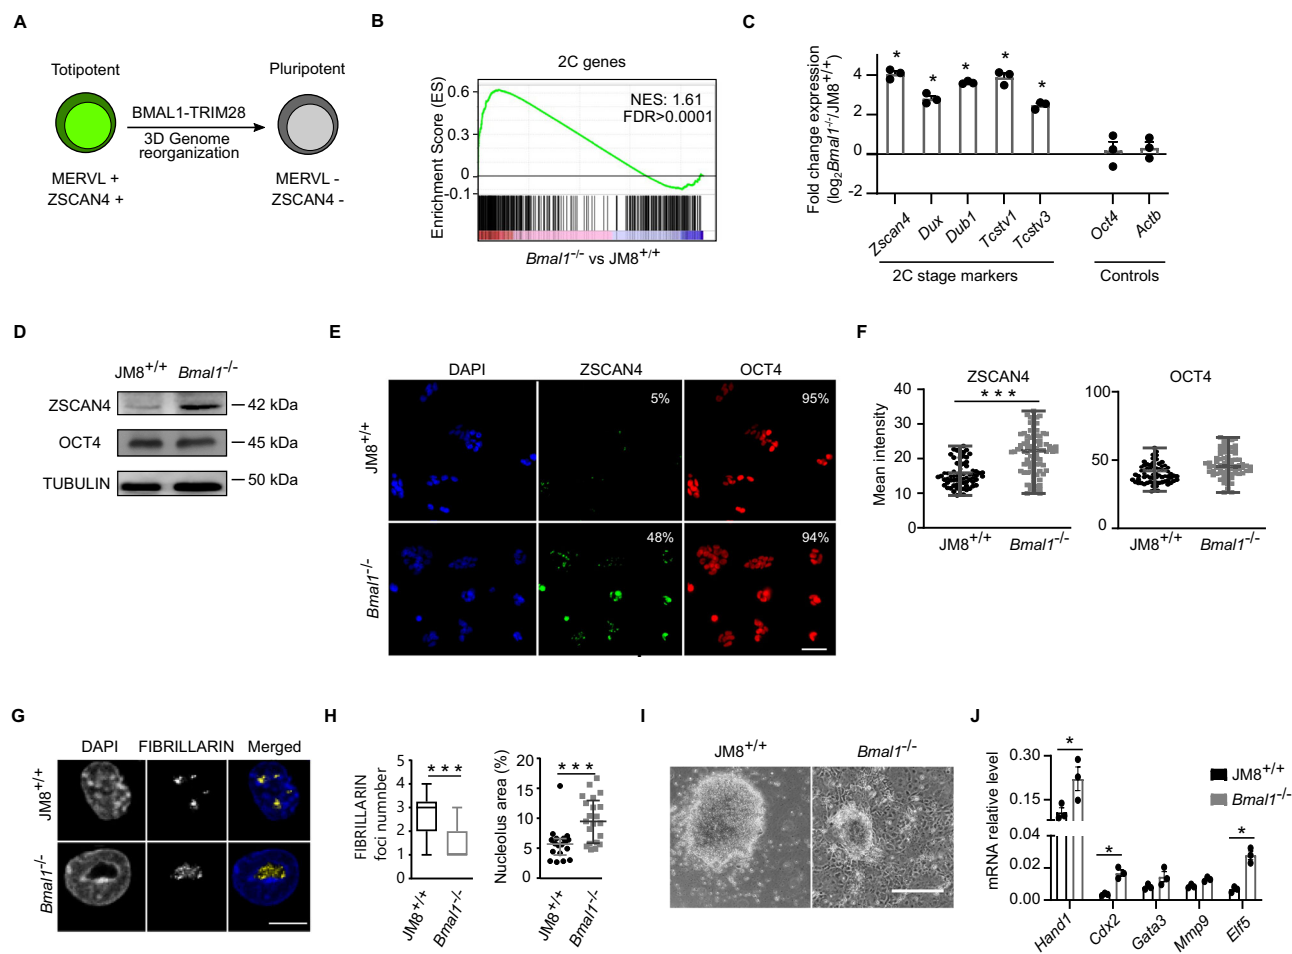 A
Totipotent
Pluripotent
BMAL1-TRIM28
3D Genome
reorganization
MERVL +
ZSCAN4 +
MERVL -
ZSCAN4 -
B
2C genes
Enrichment Score (ES)
0.6
0.3
0
-0.1
NES: 1.61
FDR>0.0001
Bmal1-/- vs JM8+/+
C
Fold change expression
(log2Bmal1-/-/JM8+/+)
4
2
0
-2
* * * * *
Zscan4 Dux Dub1 Tcstv1 Tcstv3 Oct4 Actb
2C stage markers
Controls
D
JM8+/+ Bmal1-/-
ZSCAN4 42 kDa
OCT4 45 kDa
TUBULIN 50 kDa
E
DAPI ZSCAN4 OCT4
JM8+/+
5%
95%
Bmal1-/-
48%
94%
F
ZSCAN4
Mean intensity
40
30
20
10
0
***
JM8+/+ Bmal1-/-
OCT4
100
50
0
JM8+/+ Bmal1-/-
G
DAPI FIBRILLARIN Merged
JM8+/+
Bmal1-/-
H
FIBRILLARIN
foci numnber
5
4
3
2
1
0
***
JM8+/+ Bmal1-/-
Nucleolus area (%)
20
15
10
5
0
***
JM8+/+ Bmal1-/-
I
JM8+/+ Bmal1-/-
J
mRNA relative level
0.30
0.15
0.04
0.02
0.00
* * *
JM8+/+
Bmal1-/-
Hand1 Cdx2 Gata3 Mmp9 Elf5